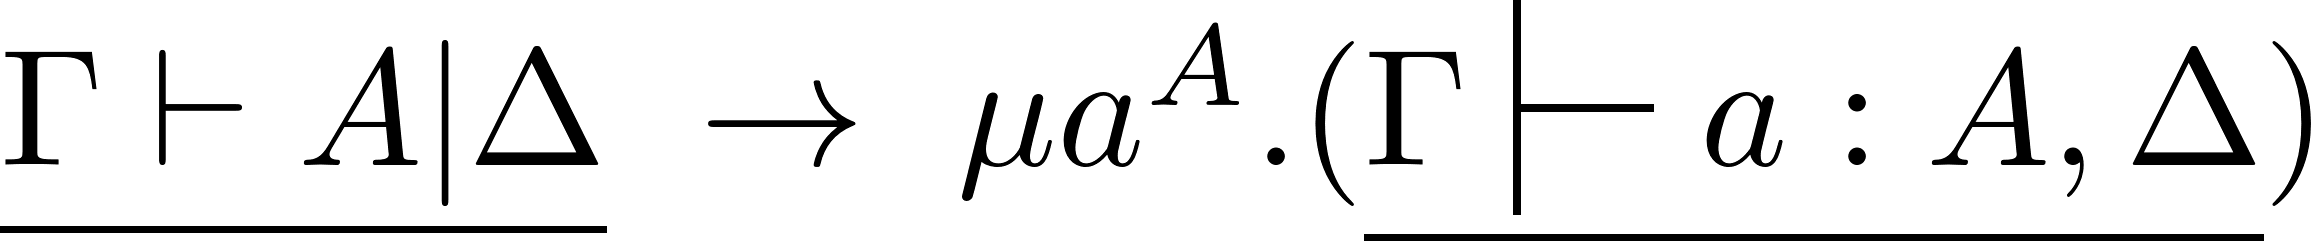 Γ ⊢ A|Δ → μa^A.(Γ ⊢ a : A, Δ)